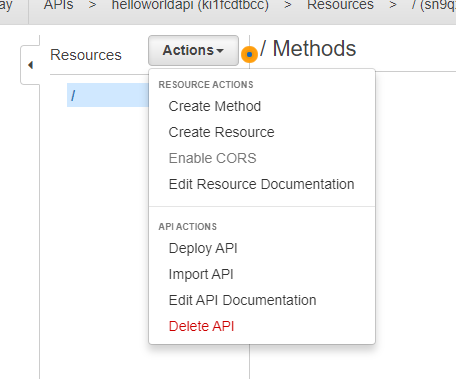 ay APIs > helloworldapi (ki1fcdtbcc) > Resources > / (sn9q
Resources Actions / Methods
/
RESOURCE ACTIONS
Create Method
Create Resource
Enable CORS
Edit Resource Documentation
API ACTIONS
Deploy API
Import API
Edit API Documentation
Delete API